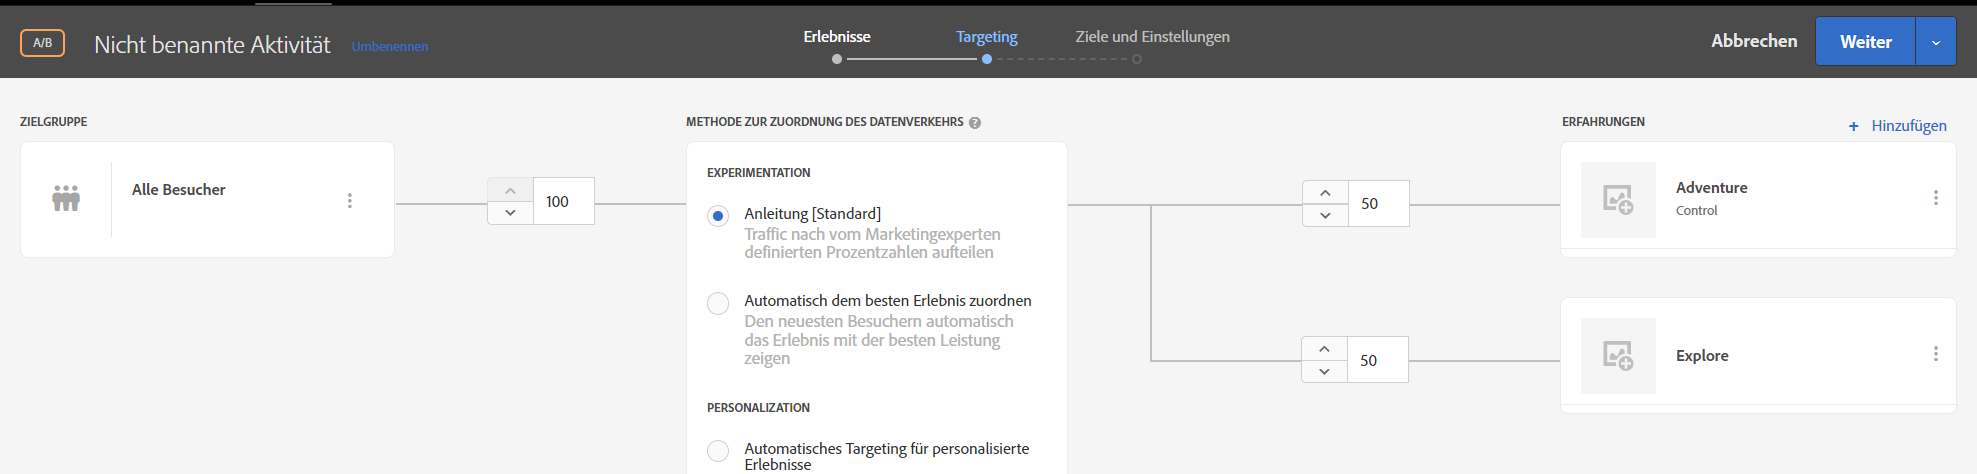 A/B
Nicht benannte Aktivität
Umbenennen
Erlebnisse
Targeting
Ziele und Einstellungen
Abbrechen
Weiter
ZIELGRUPPE
Alle Besucher
100
METHODE ZUR ZUORDNUNG DES DATENVERKEHRS ?
EXPERIMENTATION
Anleitung [Standard]
Traffic nach vom Marketingexperten
definierten Prozentzahlen aufteilen
Automatisch dem besten Erlebnis zuordnen
Den neuesten Besuchern automatisch
das Erlebnis mit der besten Leistung
zeigen
PERSONALIZATION
Automatisches Targeting für personalisierte
Erlebnisse
50
50
ERFAHRUNGEN
+ Hinzufügen
Adventure
Control
Explore